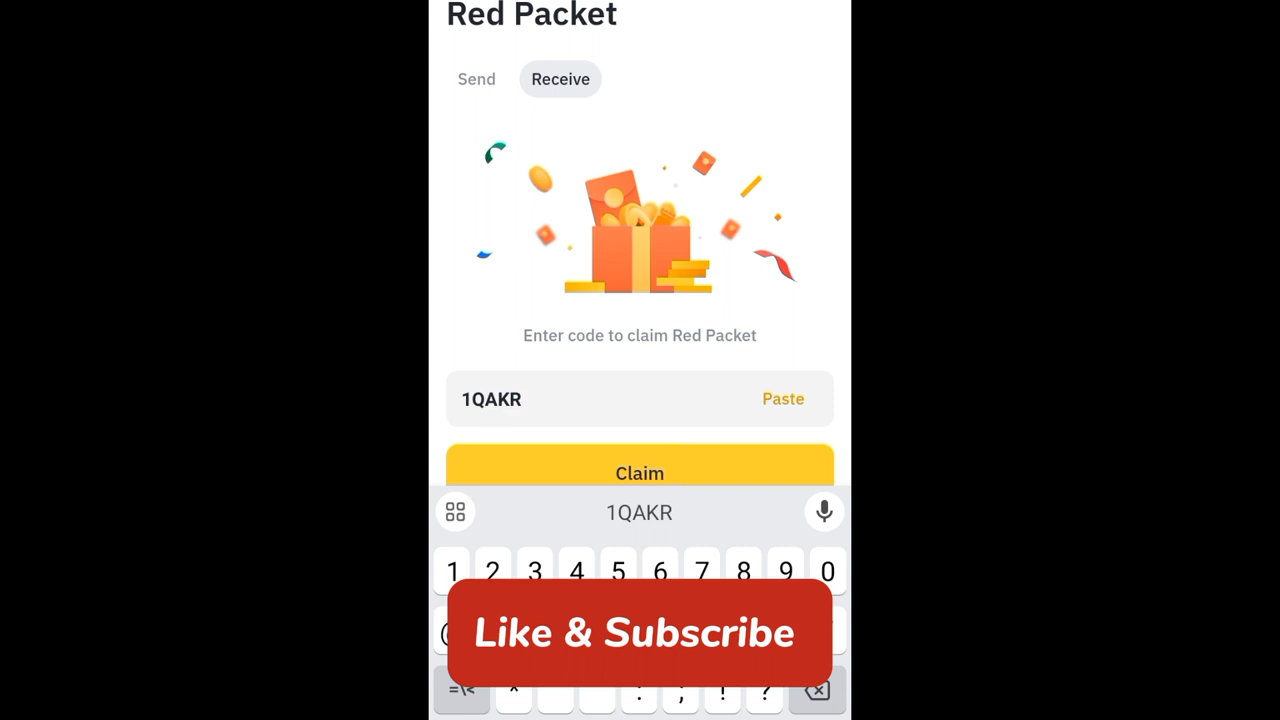 Red Packet
Send Receive
Enter code to claim Red Packet
1QAKR Paste
Claim
1QAKR
1 2 3 4 5 6 7 8 9 0
Like & Subscribe
=\< : ; ! ?